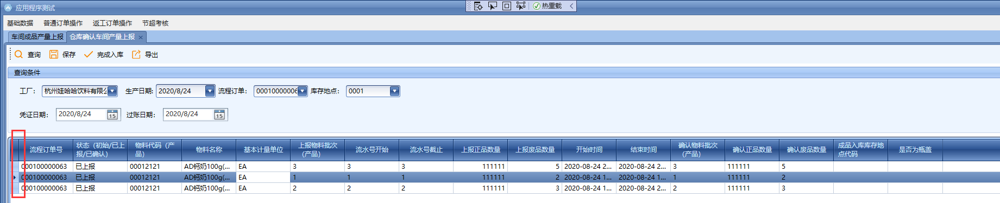 应用程序测试
热重载
基础数据 普通订单操作 返工订单操作 节超考核
车间成品产量上报 仓库确认车间产量上报
查询 保存 完成入库 导出
查询条件
工厂： 杭州娃哈哈饮料有限公 生产日期: 2020/8/24 流程订单： 00010000006 库存地点： 0001
凭证日期： 2020/8/24 15 过账日期： 2020/8/24 15
流程订单号 状态（初始/已上报/已确认） 物料代码（产品） 物料名称 基本计量单位 上报物料批次（产品） 流水号开始 流水号截止 上报正品数量 上报废品数量 开始时间 结束时间 确认物料批次（产品） 确认正品数量 确认废品数量 成品入库库存地点代码 是否为瓶盖
000100000063 已上报 00012121 AD钙奶100g(... EA 3 3 3 111111 5 2020-08-24 2... 2020-08-24 2... 3 111111 5
000100000063 已上报 00012121 AD钙奶100g(... EA 1 1 1 111111 2 2020-08-24 1... 2020-08-24 1... 1 111111 2
000100000063 已上报 00012121 AD钙奶100g(... EA 2 2 2 111111 3 2020-08-24 1... 2020-08-24 2... 2 111111 3